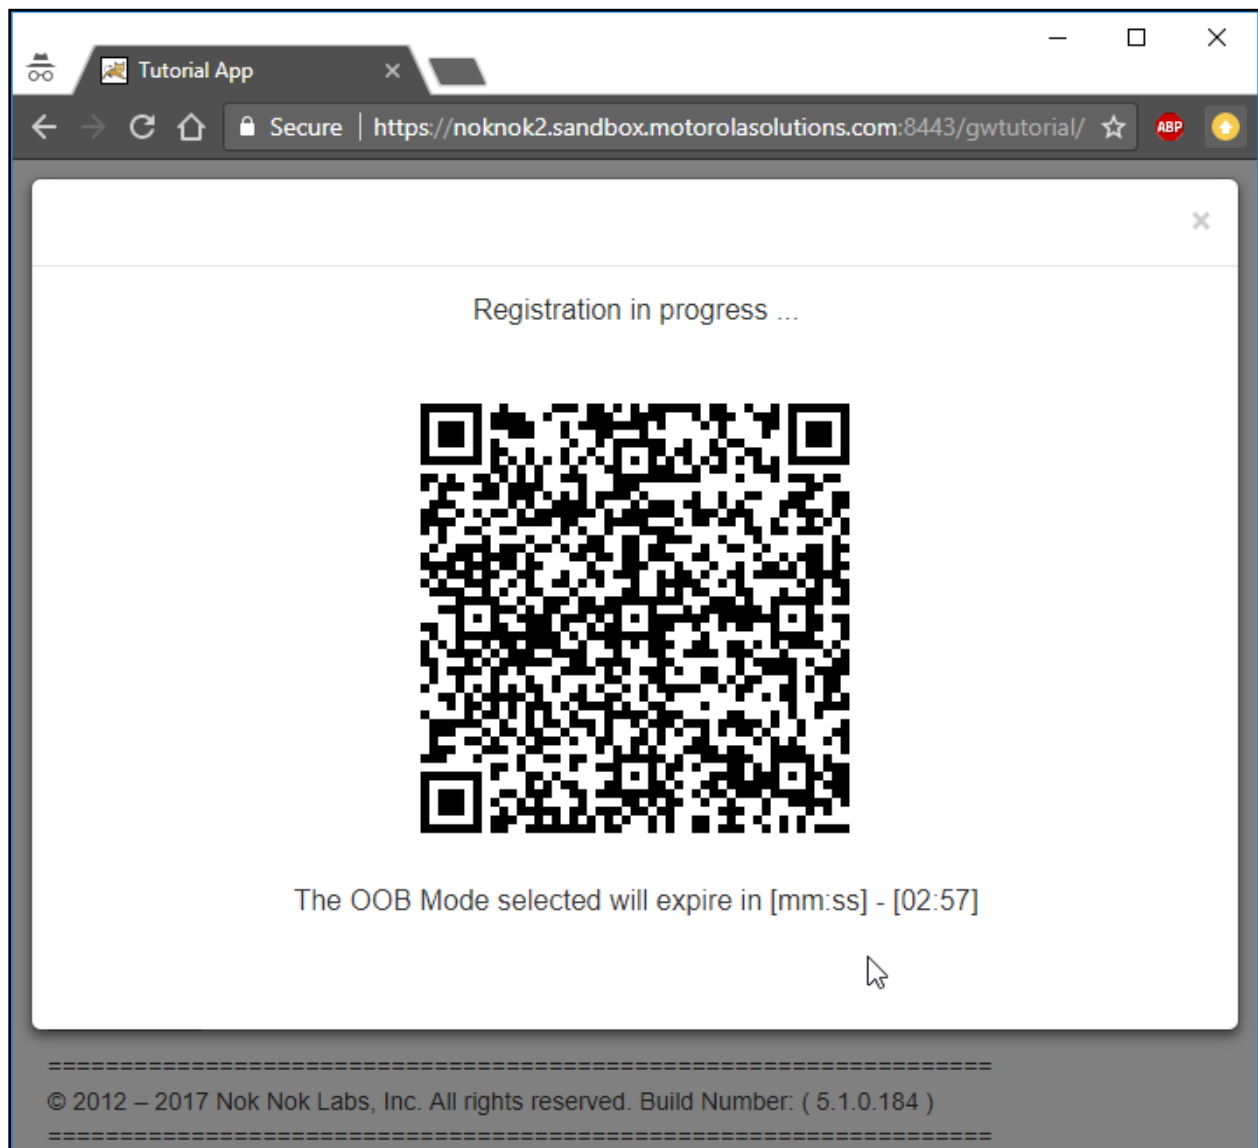 Tutorial App
Secure https://noknok2.sandbox.motorolasolutions.com:8443/gwtutorial/ ABP
Registration in progress ...
The OOB Mode selected will expire in [mm:ss] - [02:57]
==================================================================
© 2012 – 2017 Nok Nok Labs, Inc. All rights reserved. Build Number: ( 5.1.0.184 )
==================================================================